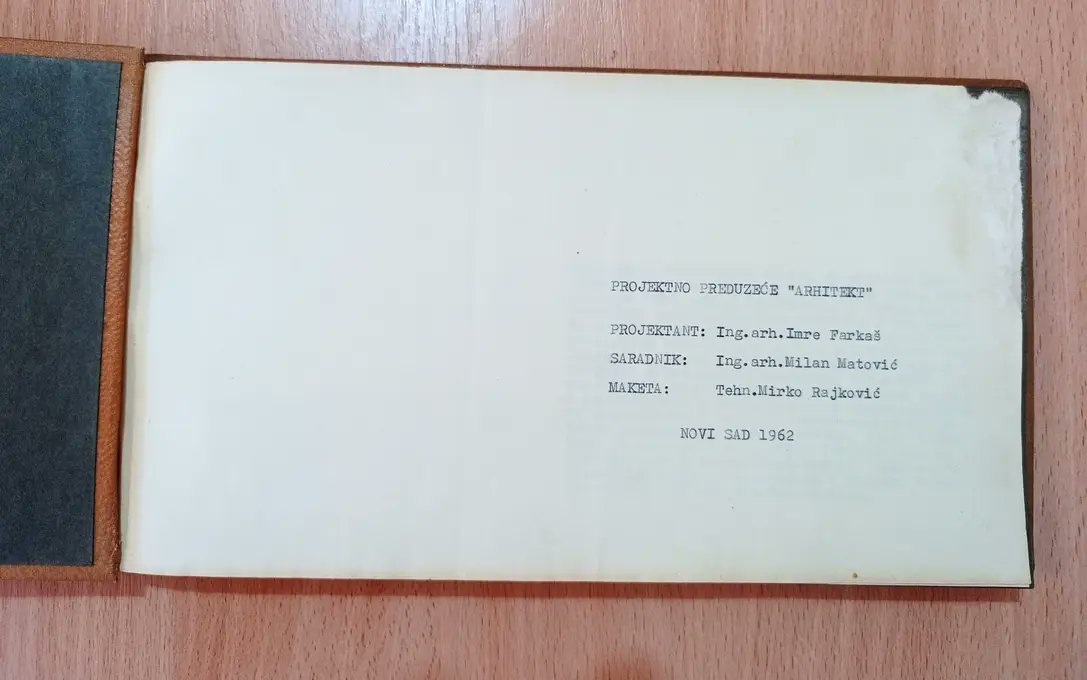 PROJEKTNO PREDUZEĆE "ARHITEKT"
PROJEKTANT: Ing.arh.Imre Farkaš
SARADNIK: Ing.arh.Milan Matović
MAKETA: Tehn.Mirko Rajković
NOVI SAD 1962